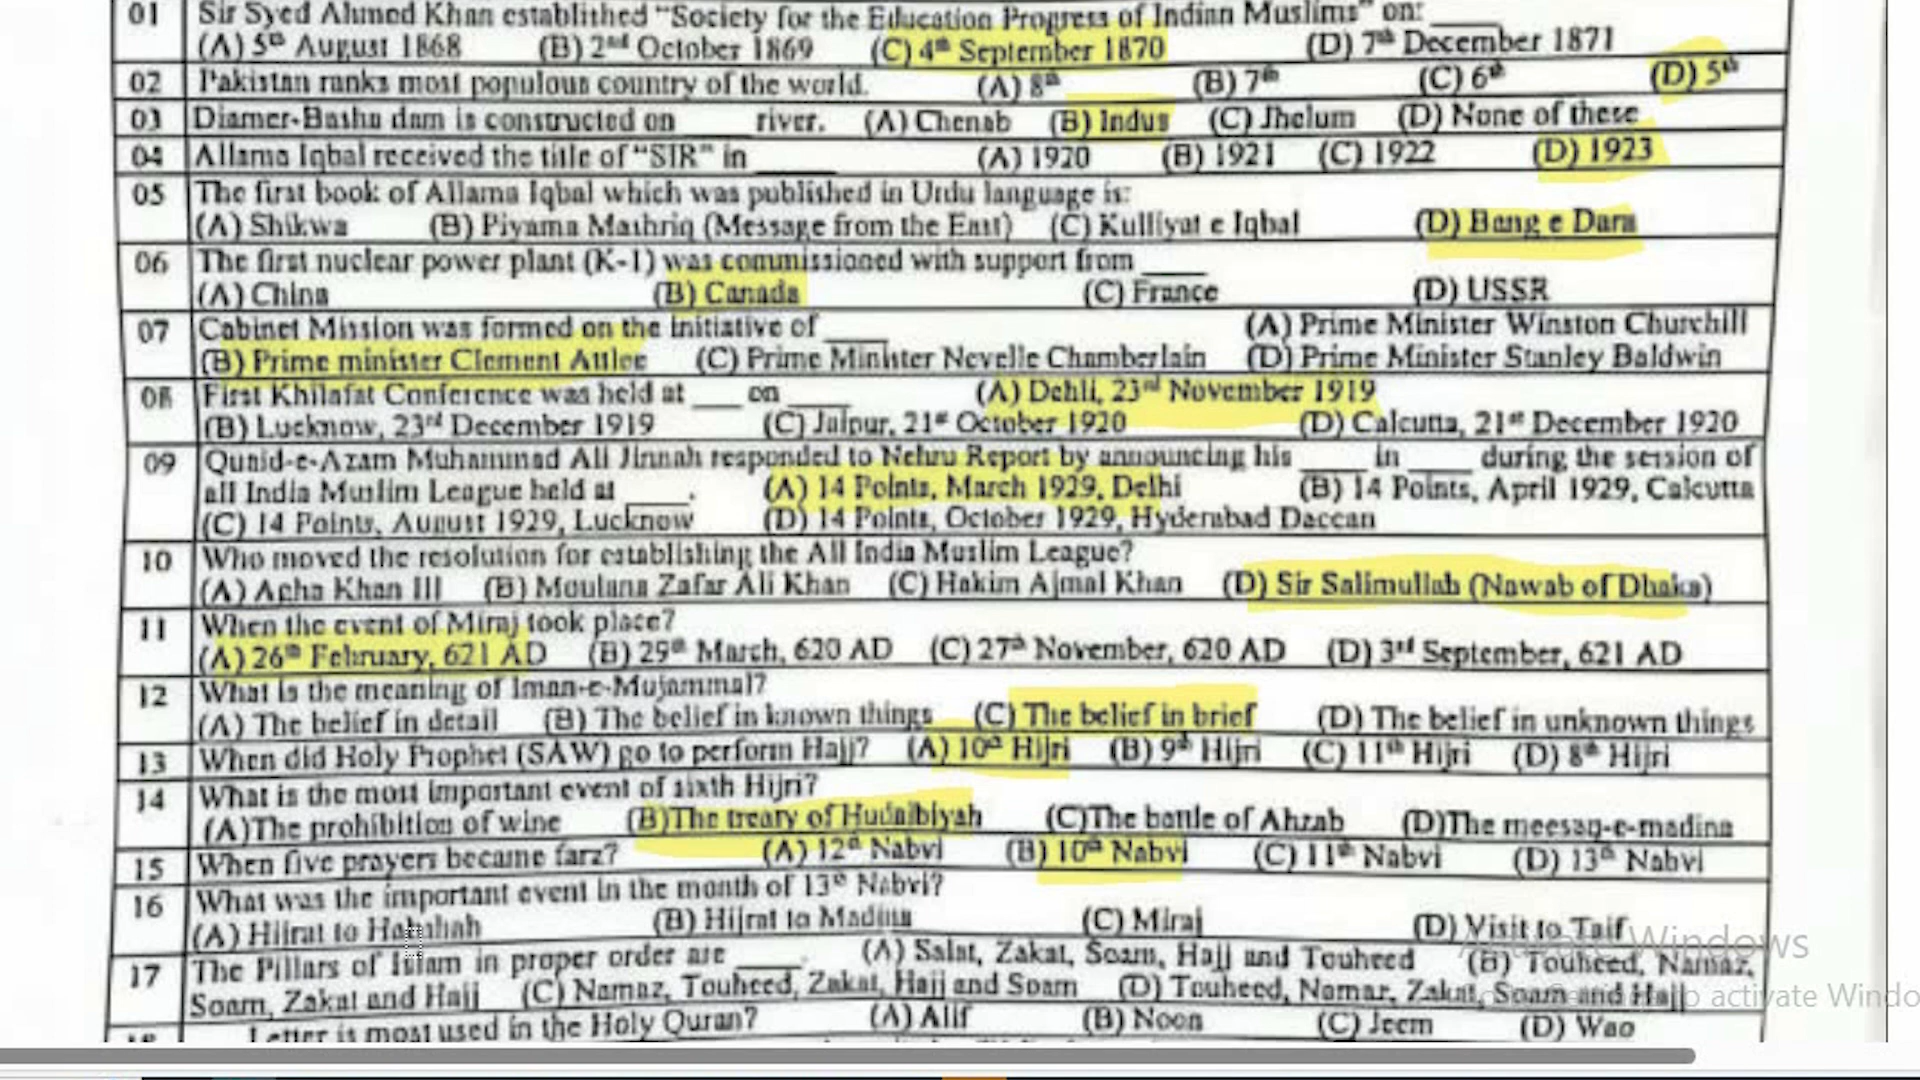 01 Sir Syed Ahmed Khan established "Society for the Education Progress of Indian Muslims" on: ____
(A) 5th August 1868 (B) 2nd October 1869 (C) 4th September 1870 (D) 7th December 1871
02 Pakistan ranks most populous country of the world. (A) 8th (B) 7th (C) 6th (D) 5th
03 Diamer-Basha dam is constructed on ____ river. (A) Chenab (B) Indus (C) Jhelum (D) None of these
04 Allama Iqbal received the title of "SIR" in ____ (A) 1920 (B) 1921 (C) 1922 (D) 1923
05 The first book of Allama Iqbal which was published in Urdu language is:
(A) Shikwa (B) Piyama Mashriq (Message from the East) (C) Kulliyat e Iqbal (D) Bang e Dara
06 The first nuclear power plant (K-1) was commissioned with support from ____
(A) China (B) Canada (C) France (D) USSR
07 Cabinet Mission was formed on the initiative of ____ (A) Prime Minister Winston Churchill
(B) Prime minister Clement Attlee (C) Prime Minister Nevelle Chamberlain (D) Prime Minister Stanley Baldwin
08 First Khilafat Conference was held at ___ on ____ (A) Dehli, 23rd November 1919
(B) Lucknow, 23rd December 1919 (C) Jaipur, 21st October 1920 (D) Calcutta, 21st December 1920
09 Quaid-e-Azam Muhammad Ali Jinnah responded to Nehru Report by announcing his ____ in ____ during the session of
all India Muslim League held at ____. (A) 14 Points, March 1929, Delhi (B) 14 Points, April 1929, Calcutta
(C) 14 Points, August 1929, Lucknow (D) 14 Points, October 1929, Hyderabad Daccan
10 Who moved the resolution for establishing the All India Muslim League?
(A) Agha Khan III (B) Moulana Zafar Ali Khan (C) Hakim Ajmal Khan (D) Sir Salimullah (Nawab of Dhaka)
11 When the event of Miraj took place?
(A) 26th February, 621 AD (B) 29th March, 620 AD (C) 27th November, 620 AD (D) 3rd September, 621 AD
12 What is the meaning of Iman-e-Mujammal?
(A) The belief in detail (B) The belief in known things (C) The belief in brief (D) The belief in unknown things
13 When did Holy Prophet (SAW) go to perform Hajj? (A) 10th Hijri (B) 9th Hijri (C) 11th Hijri (D) 8th Hijri
14 What is the most important event of sixth Hijri?
(A)The prohibition of wine (B)The treaty of Hudaibiyah (C)The battle of Ahzab (D)The meesaq-e-madina
15 When five prayers became farz? (A) 12th Nabvi (B) 10th Nabvi (C) 11th Nabvi (D) 13th Nabvi
16 What was the important event in the month of 13th Nabvi?
(A) Hijrat to Habshah (B) Hijrat to Madina (C) Miraj (D) Visit to Taif
17 The Pillars of Islam in proper order are ____. (A) Salat, Zakat, Soam, Hajj and Touheed (B) Touheed, Namaz,
Soam, Zakat and Hajj (C) Namaz, Touheed, Zakat, Hajj and Soam (D) Touheed, Namaz, Zakat, Soam and Hajj
Letter is most used in the Holy Quran? (A) Alif (B) Noon (C) Jeem (D) Wao
Activate Windows
to activate Windo